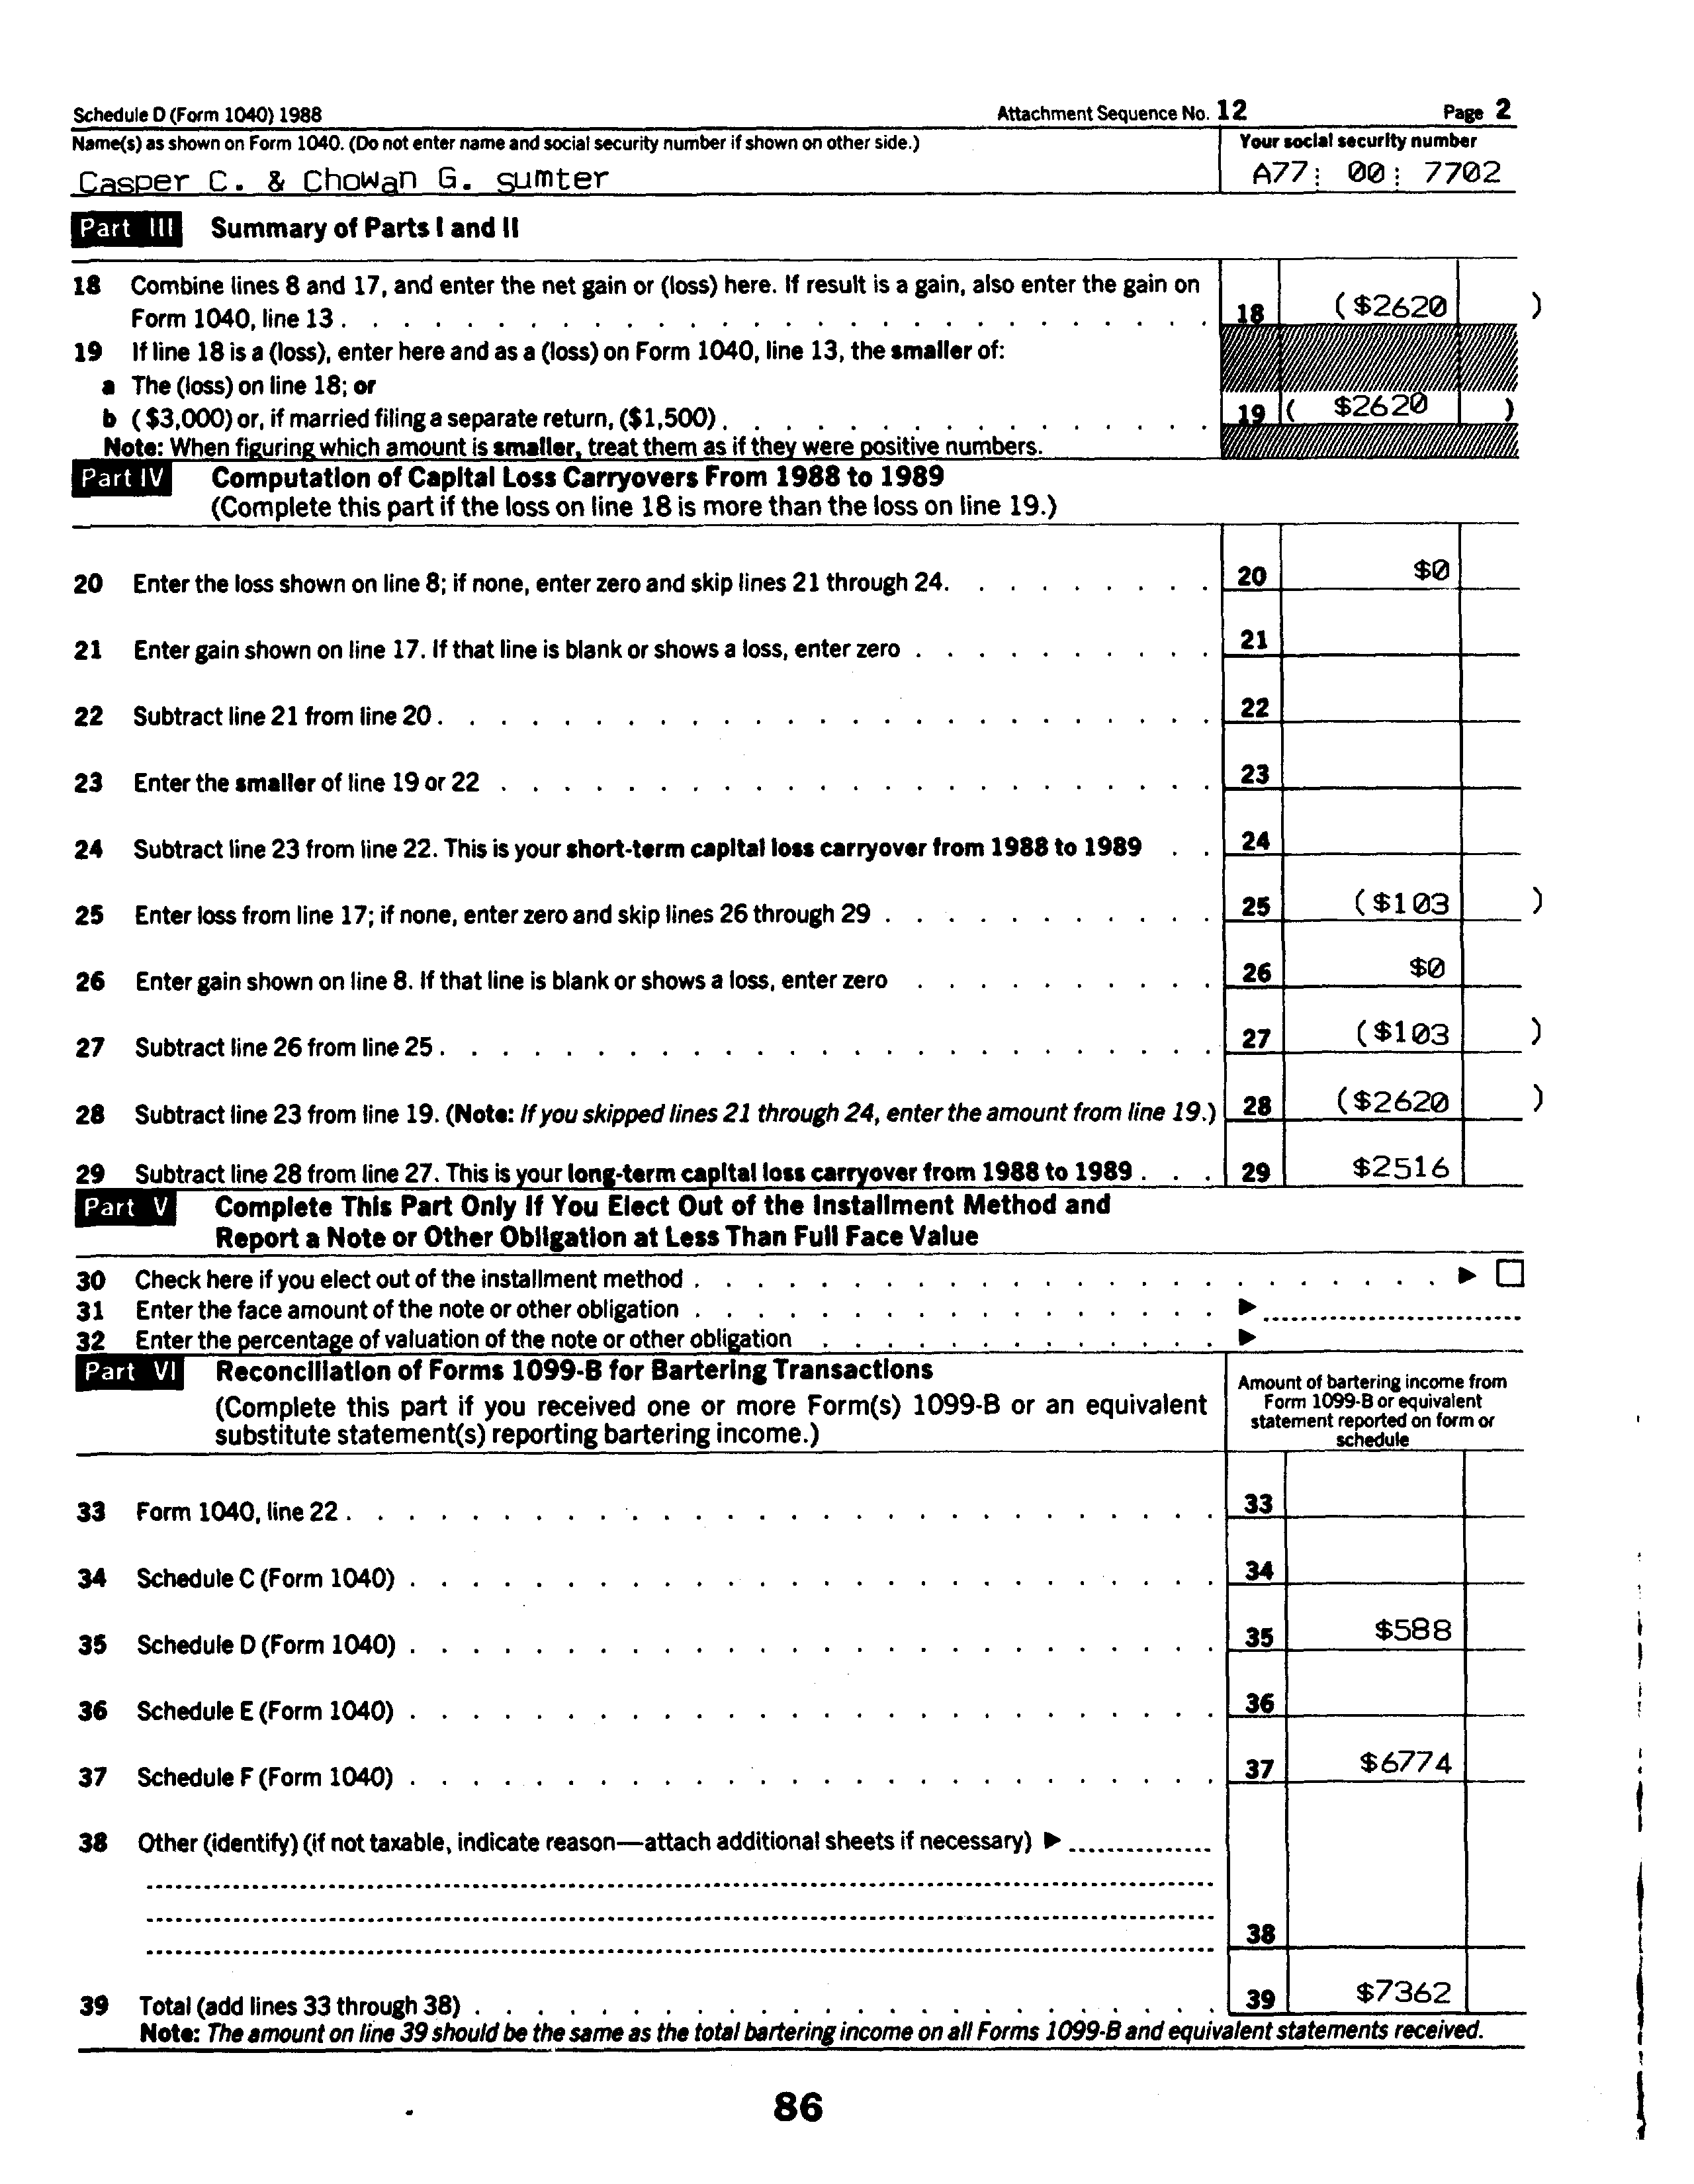 Schedule D (Form 1040) 1988 Attachment Sequence No. 12 Page 2
Name(s) as shown on Form 1040. (Do not enter name and social security number if shown on other side.) Your social security number
Casper C. & Chowan G. sumter A77: 00: 7702
Part III Summary of Parts I and II
18 Combine lines 8 and 17, and enter the net gain or (loss) here. If result is a gain, also enter the gain on
Form 1040, line 13 . . . . . . . . . . . . . . . . . . . . . . . . . . . . 18 ($2620 )
19 If line 18 is a (loss), enter here and as a (loss) on Form 1040, line 13, the smaller of:
a The (loss) on line 18; or
b ($3,000) or, if married filing a separate return, ($1,500) . . . . . . . . . . . . . . . . 19 ( $2620 )
Note: When figuring which amount is smaller, treat them as if they were positive numbers.
Part IV Computation of Capital Loss Carryovers From 1988 to 1989
(Complete this part if the loss on line 18 is more than the loss on line 19.)
20 Enter the loss shown on line 8; if none, enter zero and skip lines 21 through 24. . . . . . . . . 20 $0
21 Enter gain shown on line 17. If that line is blank or shows a loss, enter zero . . . . . . . . . . 21
22 Subtract line 21 from line 20 . . . . . . . . . . . . . . . . . . . . . . . . . 22
23 Enter the smaller of line 19 or 22 . . . . . . . . . . . . . . . . . . . . . . . 23
24 Subtract line 23 from line 22. This is your short-term capital loss carryover from 1988 to 1989 . . 24
25 Enter loss from line 17; if none, enter zero and skip lines 26 through 29 . . . . . . . . . . . 25 ($103 )
26 Enter gain shown on line 8. If that line is blank or shows a loss, enter zero . . . . . . . . . . 26 $0
27 Subtract line 26 from line 25 . . . . . . . . . . . . . . . . . . . . . . . . . 27 ($103 )
28 Subtract line 23 from line 19. (Note: If you skipped lines 21 through 24, enter the amount from line 19.) 28 ($2620 )
29 Subtract line 28 from line 27. This is your long-term capital loss carryover from 1988 to 1989 . . . 29 $2516
Part V Complete This Part Only If You Elect Out of the Installment Method and
Report a Note or Other Obligation at Less Than Full Face Value
30 Check here if you elect out of the installment method . . . . . . . . . . . . . . . . . . . . . . . . ▶ ☐
31 Enter the face amount of the note or other obligation . . . . . . . . . . . . . . . . . ▶
32 Enter the percentage of valuation of the note or other obligation . . . . . . . . . . . . . ▶
Part VI Reconciliation of Forms 1099-B for Bartering Transactions
(Complete this part if you received one or more Form(s) 1099-B or an equivalent
substitute statement(s) reporting bartering income.)
Amount of bartering income from
Form 1099-B or equivalent
statement reported on form or
schedule
33 Form 1040, line 22 . . . . . . . . . . . . . . . . . . . . . . . . . . . . 33
34 Schedule C (Form 1040) . . . . . . . . . . . . . . . . . . . . . . . . . . 34
35 Schedule D (Form 1040) . . . . . . . . . . . . . . . . . . . . . . . . . . 35 $588
36 Schedule E (Form 1040) . . . . . . . . . . . . . . . . . . . . . . . . . . 36
37 Schedule F (Form 1040) . . . . . . . . . . . . . . . . . . . . . . . . . . 37 $6774
38 Other (identify) (if not taxable, indicate reason—attach additional sheets if necessary) ▶ ...............
38
39 Total (add lines 33 through 38) . . . . . . . . . . . . . . . . . . . . . . . . 39 $7362
Note: The amount on line 39 should be the same as the total bartering income on all Forms 1099-B and equivalent statements received.
86